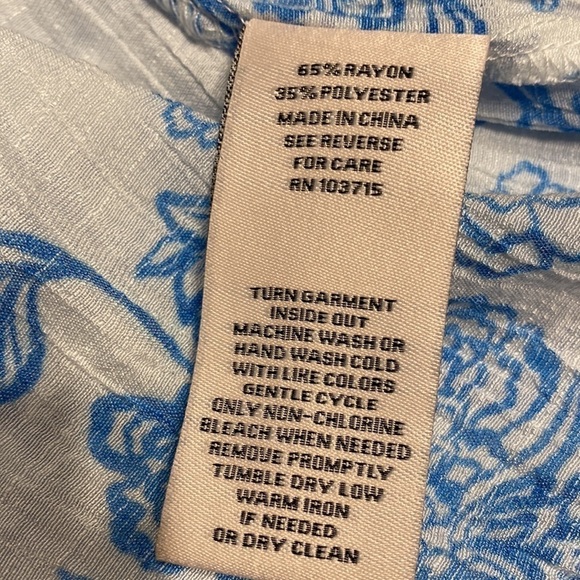 65% RAYON
35% POLYESTER
MADE IN CHINA
SEE REVERSE
FOR CARE
RN 103715
TURN GARMENT
INSIDE OUT
MACHINE WASH OR
HAND WASH COLD
WITH LIKE COLORS
GENTLE CYCLE
ONLY NON-CHLORINE
BLEACH WHEN NEEDED
REMOVE PROMPTLY
TUMBLE DRY LOW
WARM IRON
IF NEEDED
OR DRY CLEAN